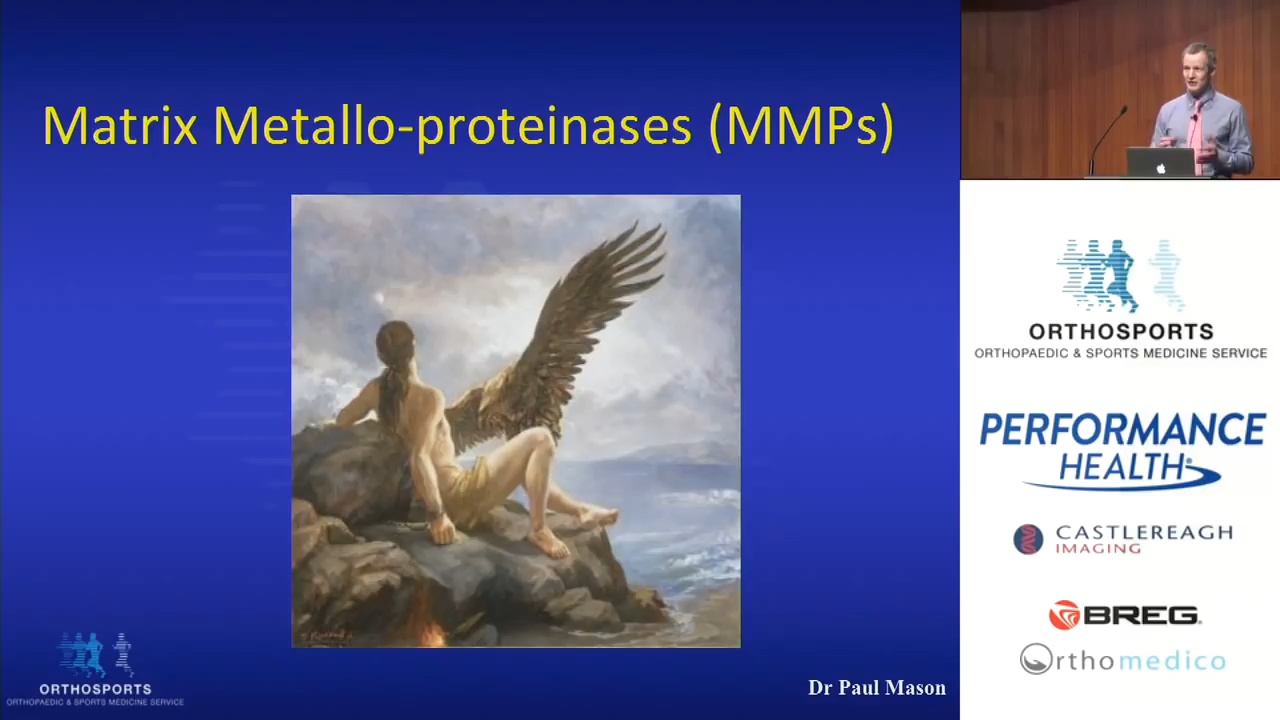 Matrix Metallo-proteinases (MMPs)
ORTHOSPORTS
ORTHOPAEDIC & SPORTS MEDICINE SERVICE
Dr Paul Mason
ORTHOSPORTS
ORTHOPAEDIC & SPORTS MEDICINE SERVICE
PERFORMANCE
HEALTH®
CASTLEREAGH
IMAGING
BREG.
Orthomedico